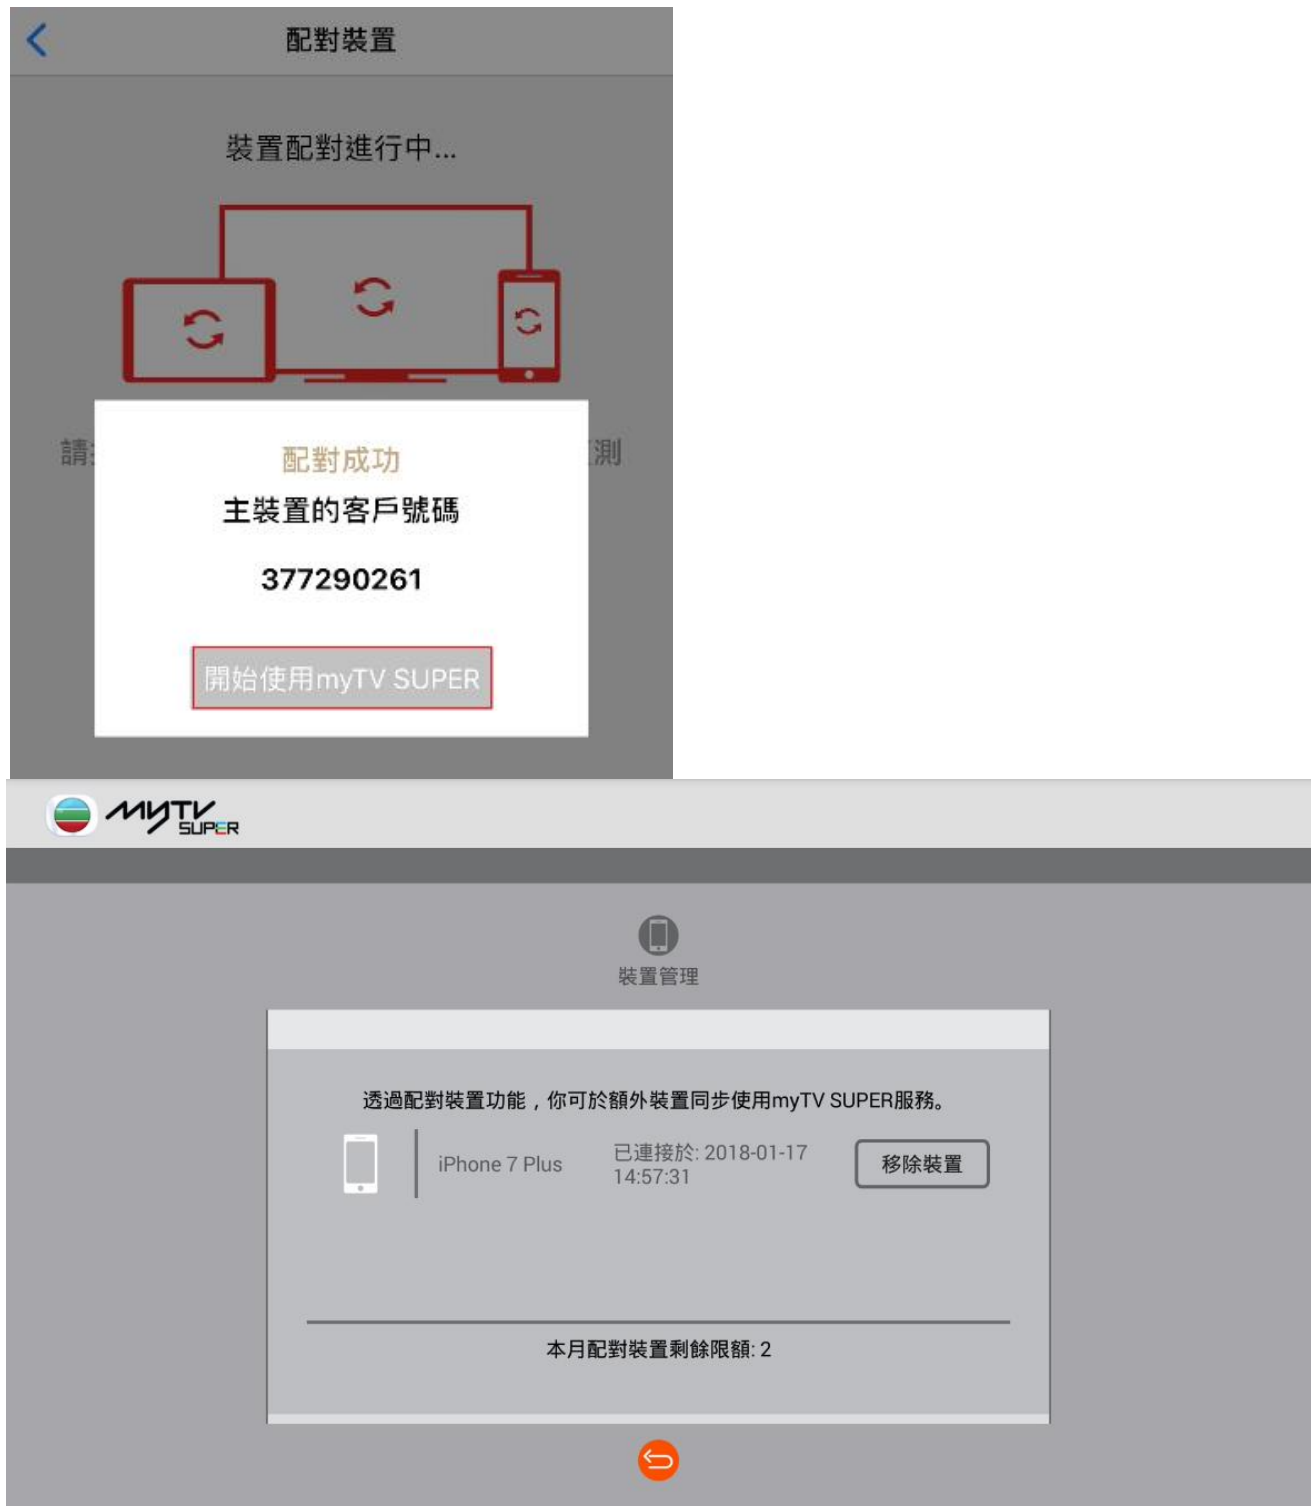 配對裝置
裝置配對進行中...
請
測
配對成功
主裝置的客戶號碼
377290261
開始使用myTV SUPER
MYTV
SUPER
裝置管理
透過配對裝置功能，你可於額外裝置同步使用myTV SUPER服務。
iPhone 7 Plus
已連接於: 2018-01-17
14:57:31
移除裝置
本月配對裝置剩餘限額: 2